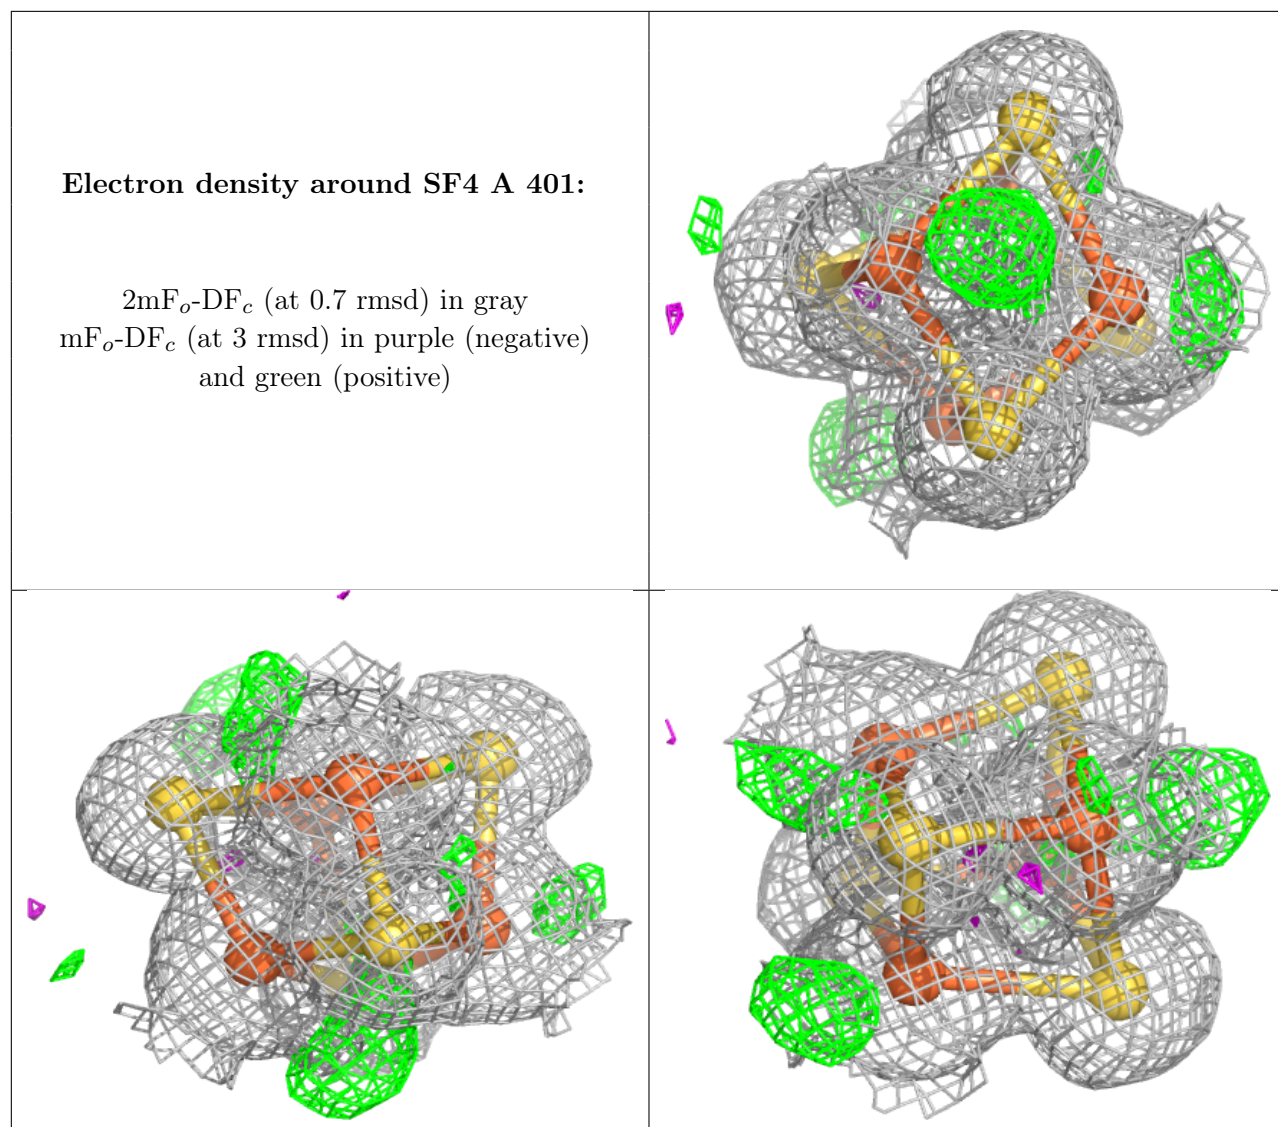 Electron density around SF4 A 401:
2mFo-DFc (at 0.7 rmsd) in gray
mFo-DFc (at 3 rmsd) in purple (negative)
and green (positive)